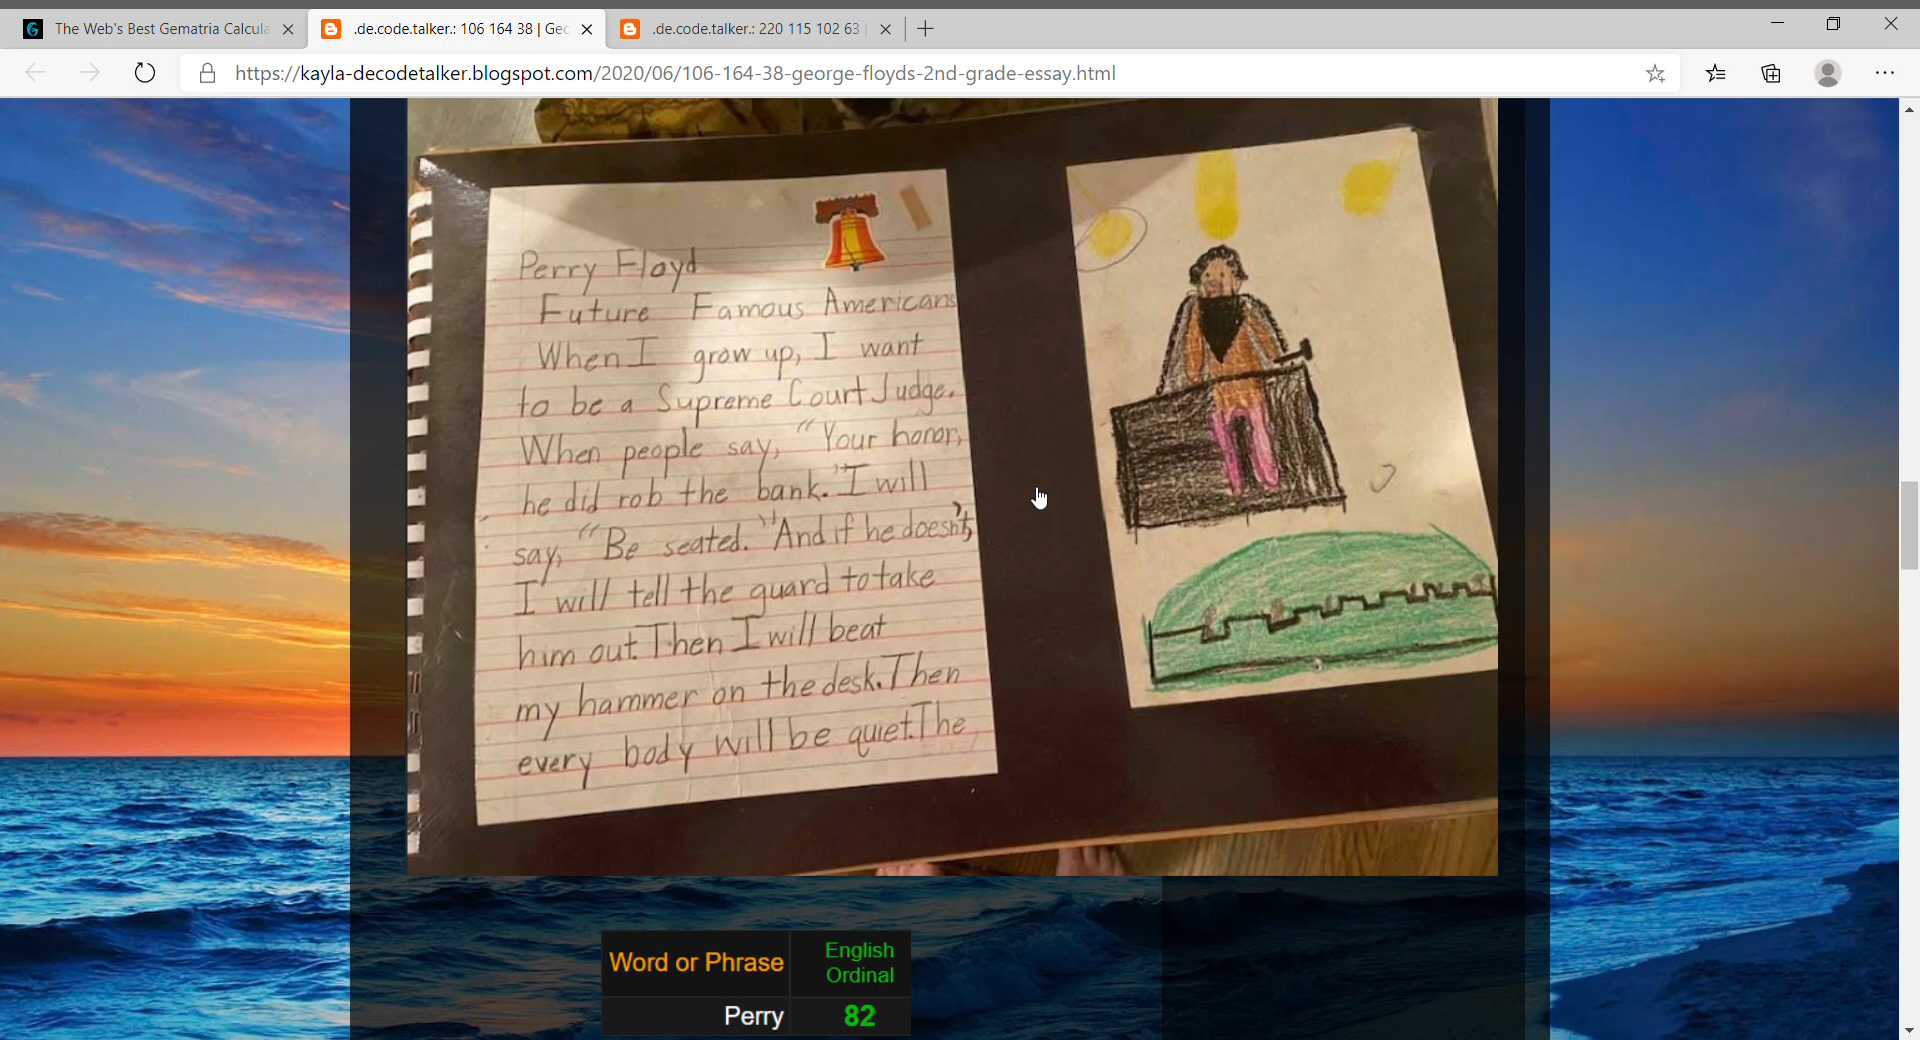 The Web's Best Gematria Calcula
.de.code.talker.: 106 164 38 | Geo
.de.code.talker.: 220 115 102 63 |
https://kayla-decodetalker.blogspot.com/2020/06/106-164-38-george-floyds-2nd-grade-essay.html
Perry Floyd
Future Famous Americans
When I grow up, I want
to be a Supreme Court Judge.
When people say, "Your honor,
he did rob the bank." I will
say, "Be seated." And if he doesn't,
I will tell the guard to take
him out. Then I will beat
my hammer on the desk. Then
every body will be quiet. The
Word or Phrase
English
Ordinal
Perry
82